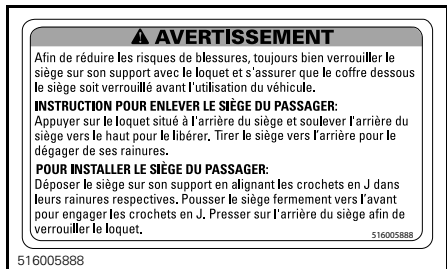 AVERTISSEMENT
Afin de réduire les risques de blessures, toujours bien verrouiller le
siège sur son support avec le loquet et s'assurer que le coffre dessous
le siège soit verrouillé avant l'utilisation du véhicule.
INSTRUCTION POUR ENLEVER LE SIÈGE DU PASSAGER:
Appuyer sur le loquet situé à l'arrière du siège et soulever l'arrière du
siège vers le haut pour le libérer. Tirer le siège vers l'arrière pour le
dégager de ses rainures.
POUR INSTALLER LE SIÈGE DU PASSAGER:
Déposer le siège sur son support en alignant les crochets en J dans
leurs rainures respectives. Pousser le siège fermement vers l'avant
pour engager les crochets en J. Presser sur l'arrière du siège afin de
verrouiller le loquet.
516005888
516005888